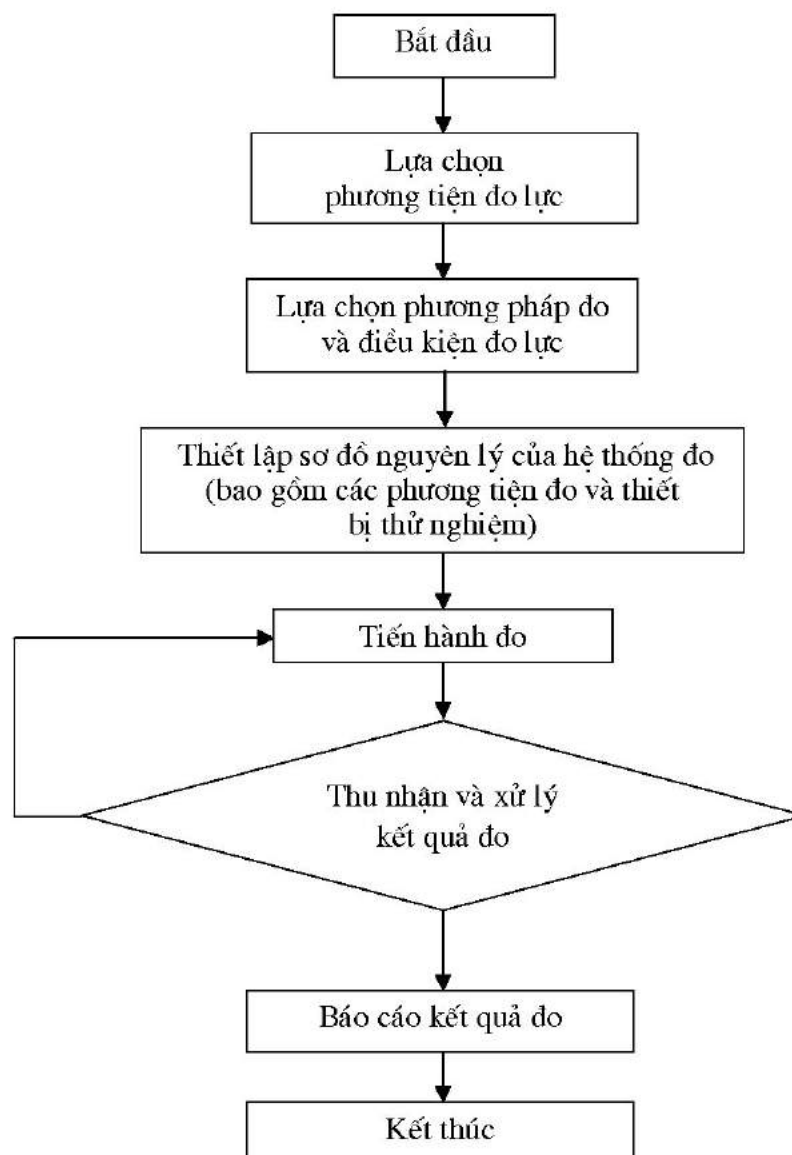 Bắt đầu
Lựa chọn
phương tiện đo lực
Lựa chọn phương pháp đo
và điều kiện đo lực
Thiết lập sơ đồ nguyên lý của hệ thống đo
(bao gồm các phương tiện đo và thiết
bị thử nghiệm)
Tiến hành đo
Thu nhận và xử lý
kết quả đo
Báo cáo kết quả đo
Kết thúc